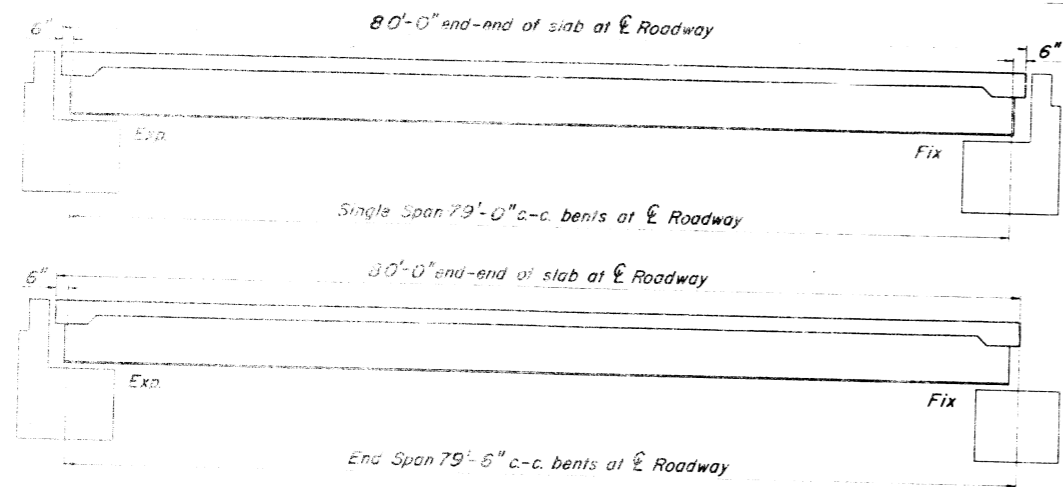 80'-0" end-end of slab at ℄ Roadway
6"
6"
Exp.
Fix
Single Span 79'-0" c.-c. bents at ℄ Roadway
80'-0" end-end of slab at ℄ Roadway
6"
Exp.
Fix
End Span 79'-6" c.-c. bents at ℄ Roadway